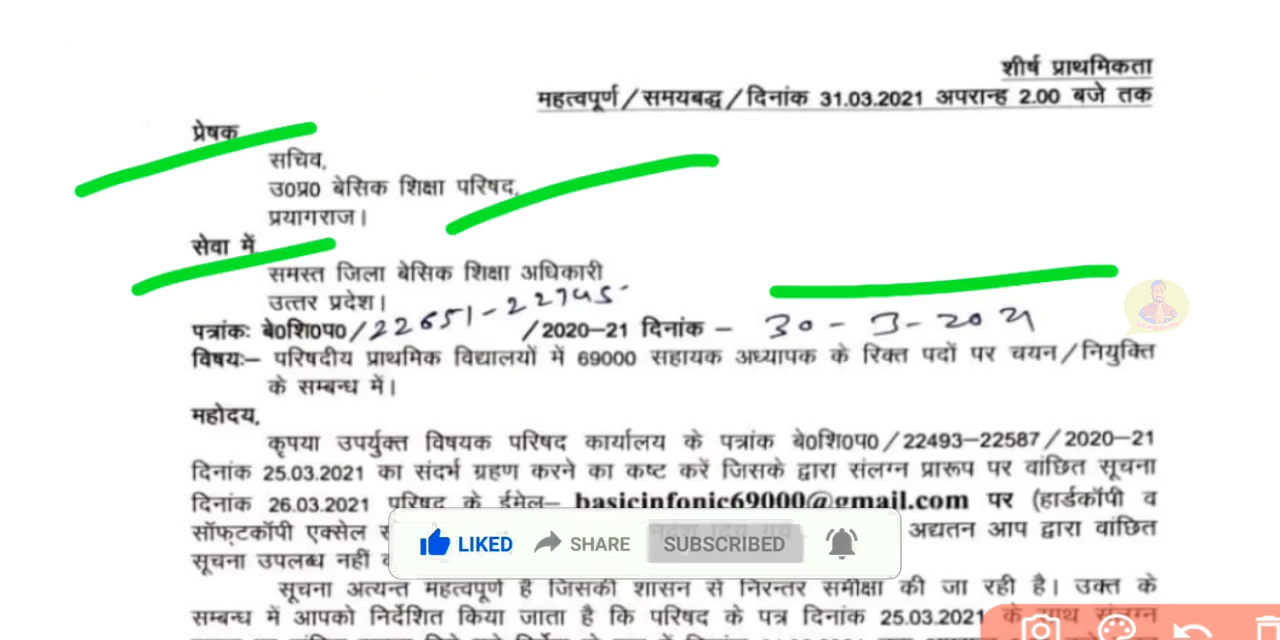 शीर्ष प्राथमिकता
महत्वपूर्ण/समयबद्ध/दिनांक 31.03.2021 अपरान्ह 2.00 बजे तक
प्रेषक
सचिव,
उ0प्र0 बेसिक शिक्षा परिषद,
प्रयागराज।
सेवा में,
समस्त जिला बेसिक शिक्षा अधिकारी
उत्तर प्रदेश।
पत्रांकः बे0शि0प0/22651-22745/2020-21 दिनांक - 30-3-2021
विषयः- परिषदीय प्राथमिक विद्यालयों में 69000 सहायक अध्यापक के रिक्त पदों पर चयन/नियुक्ति
के सम्बन्ध में।
महोदय,
कृपया उपर्युक्त विषयक परिषद कार्यालय के पत्रांक बे0शि0प0/22493-22587/2020-21
दिनांक 25.03.2021 का संदर्भ ग्रहण करने का कष्ट करें जिसके द्वारा संलग्न प्रारूप पर वांछित सूचना
दिनांक 26.03.2021 परिषद के ईमेल- basicinfonic69000@gmail.com पर (हार्डकॉपी व
सॉफ्टकॉपी एक्सेल अद्यतन आप द्वारा वांछित
सूचना उपलब्ध नहीं
LIKED SHARE SUBSCRIBED
सूचना अत्यन्त महत्वपूर्ण है जिसकी शासन से निरन्तर समीक्षा की जा रही है। उक्त के
सम्बन्ध में आपको निर्देशित किया जाता है कि परिषद के पत्र दिनांक 25.03.2021 के साथ संलग्न